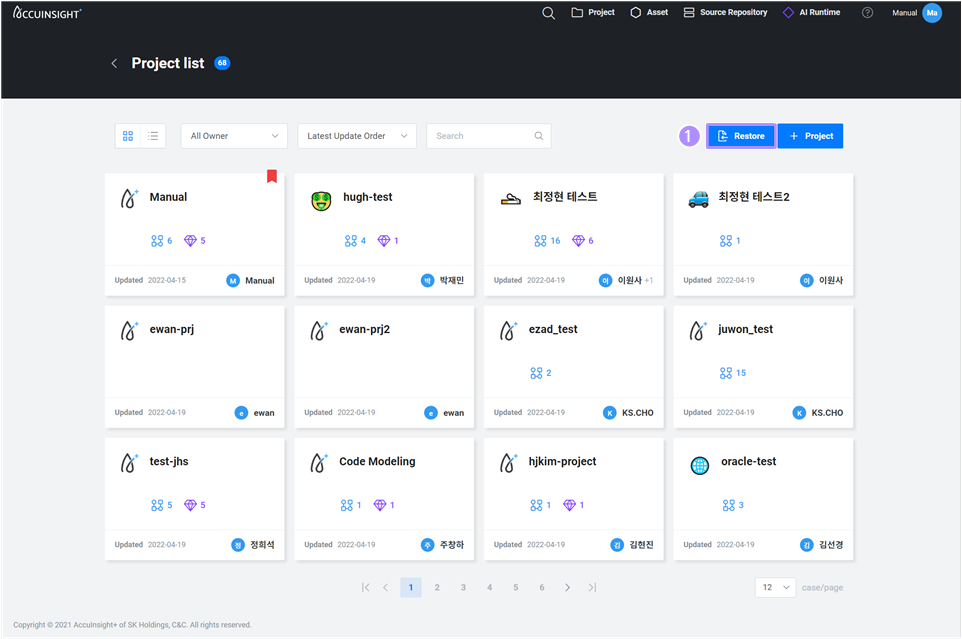 ACCUINSIGHT+
Project Asset Source Repository AI Runtime ? Manual Ma
Project list 68
All Owner Latest Update Order Search 1 Restore + Project
Manual hugh-test 최정현 테스트 최정현 테스트2
6 5 4 1 16 6 1
Updated 2022-04-15 M Manual Updated 2022-04-19 박 박재민 Updated 2022-04-19 이 이원사 +1 Updated 2022-04-19 이 이원사
ewan-prj ewan-prj2 ezad_test juwon_test
2 15
Updated 2022-04-19 e ewan Updated 2022-04-19 e ewan Updated 2022-04-19 K KS.CHO Updated 2022-04-19 K KS.CHO
test-jhs Code Modeling hjkim-project oracle-test
5 5 1 1 1 1 3
Updated 2022-04-19 정 정희석 Updated 2022-04-19 주 주창하 Updated 2022-04-19 김 김현진 Updated 2022-04-19 김 김선경
1 2 3 4 5 6 12 case/page
Copyright © 2021 AccuInsight+ of SK Holdings, C&C. All rights reserved.